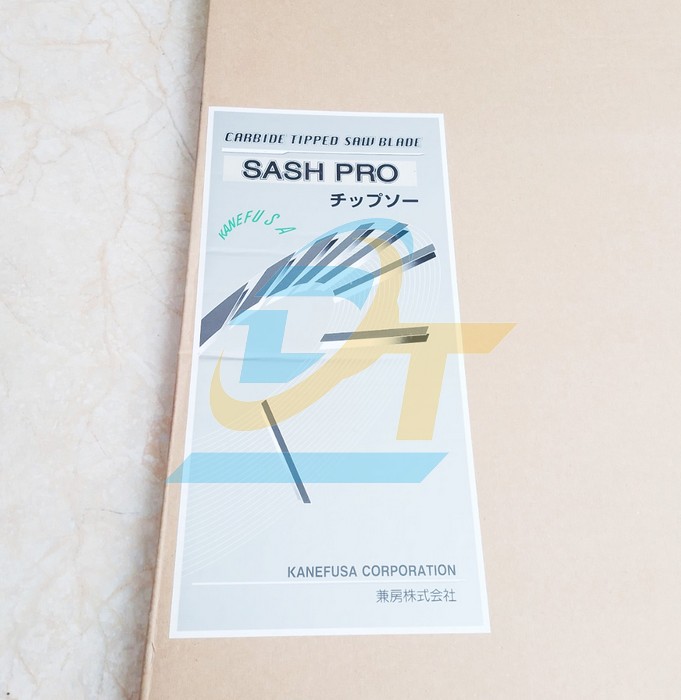 CARBIDE TIPPED SAW BLADE
SASH PRO
チップソー
KANEFUSA
KANEFUSA CORPORATION
兼房株式会社